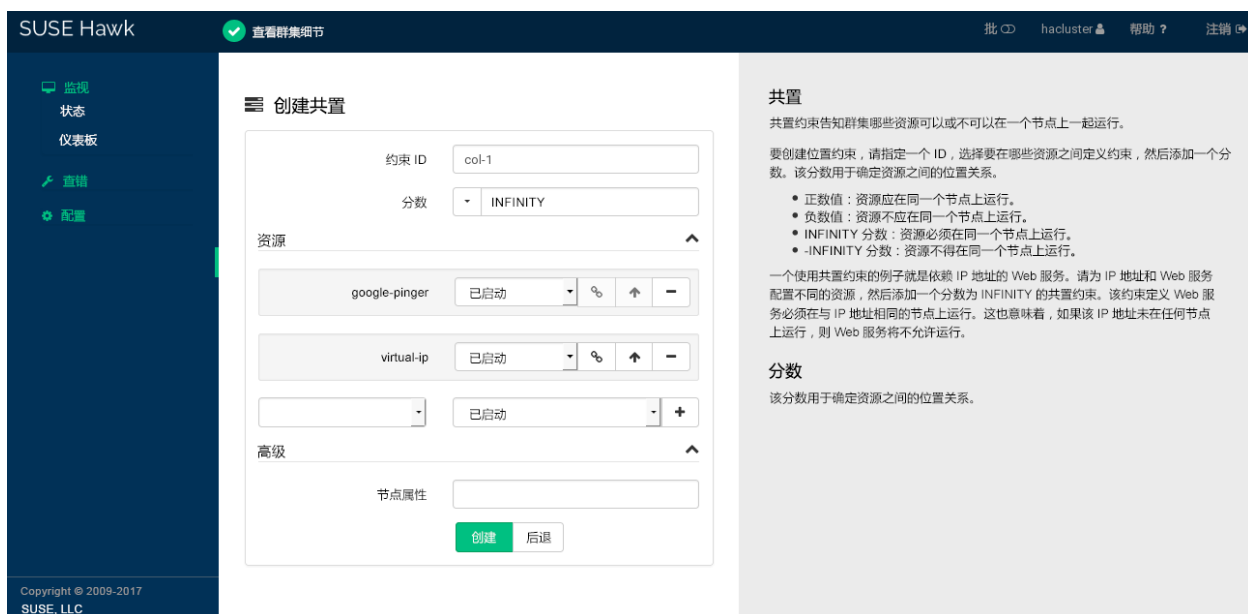 SUSE Hawk
查看群集细节
批
hacluster
帮助 ?
注销
监视
状态
仪表板
查错
配置
Copyright © 2009-2017
SUSE, LLC
创建共置
约束 ID
col-1
分数
INFINITY
资源
google-pinger
已启动
virtual-ip
已启动
已启动
高级
节点属性
创建
后退
共置
共置约束告知群集哪些资源可以或不可以在一个节点上一起运行。
要创建位置约束，请指定一个 ID，选择要在哪些资源之间定义约束，然后添加一个分
数。该分数用于确定资源之间的位置关系。
• 正数值：资源应在同一个节点上运行。
• 负数值：资源不应在同一个节点上运行。
• INFINITY 分数：资源必须在同一个节点上运行。
• -INFINITY 分数：资源不得在同一个节点上运行。
一个使用共置约束的例子就是依赖 IP 地址的 Web 服务。请为 IP 地址和 Web 服务
配置不同的资源，然后添加一个分数为 INFINITY 的共置约束。该约束定义 Web 服
务必须在与 IP 地址相同的节点上运行。这也意味着，如果该 IP 地址未在任何节点
上运行，则 Web 服务将不允许运行。
分数
该分数用于确定资源之间的位置关系。